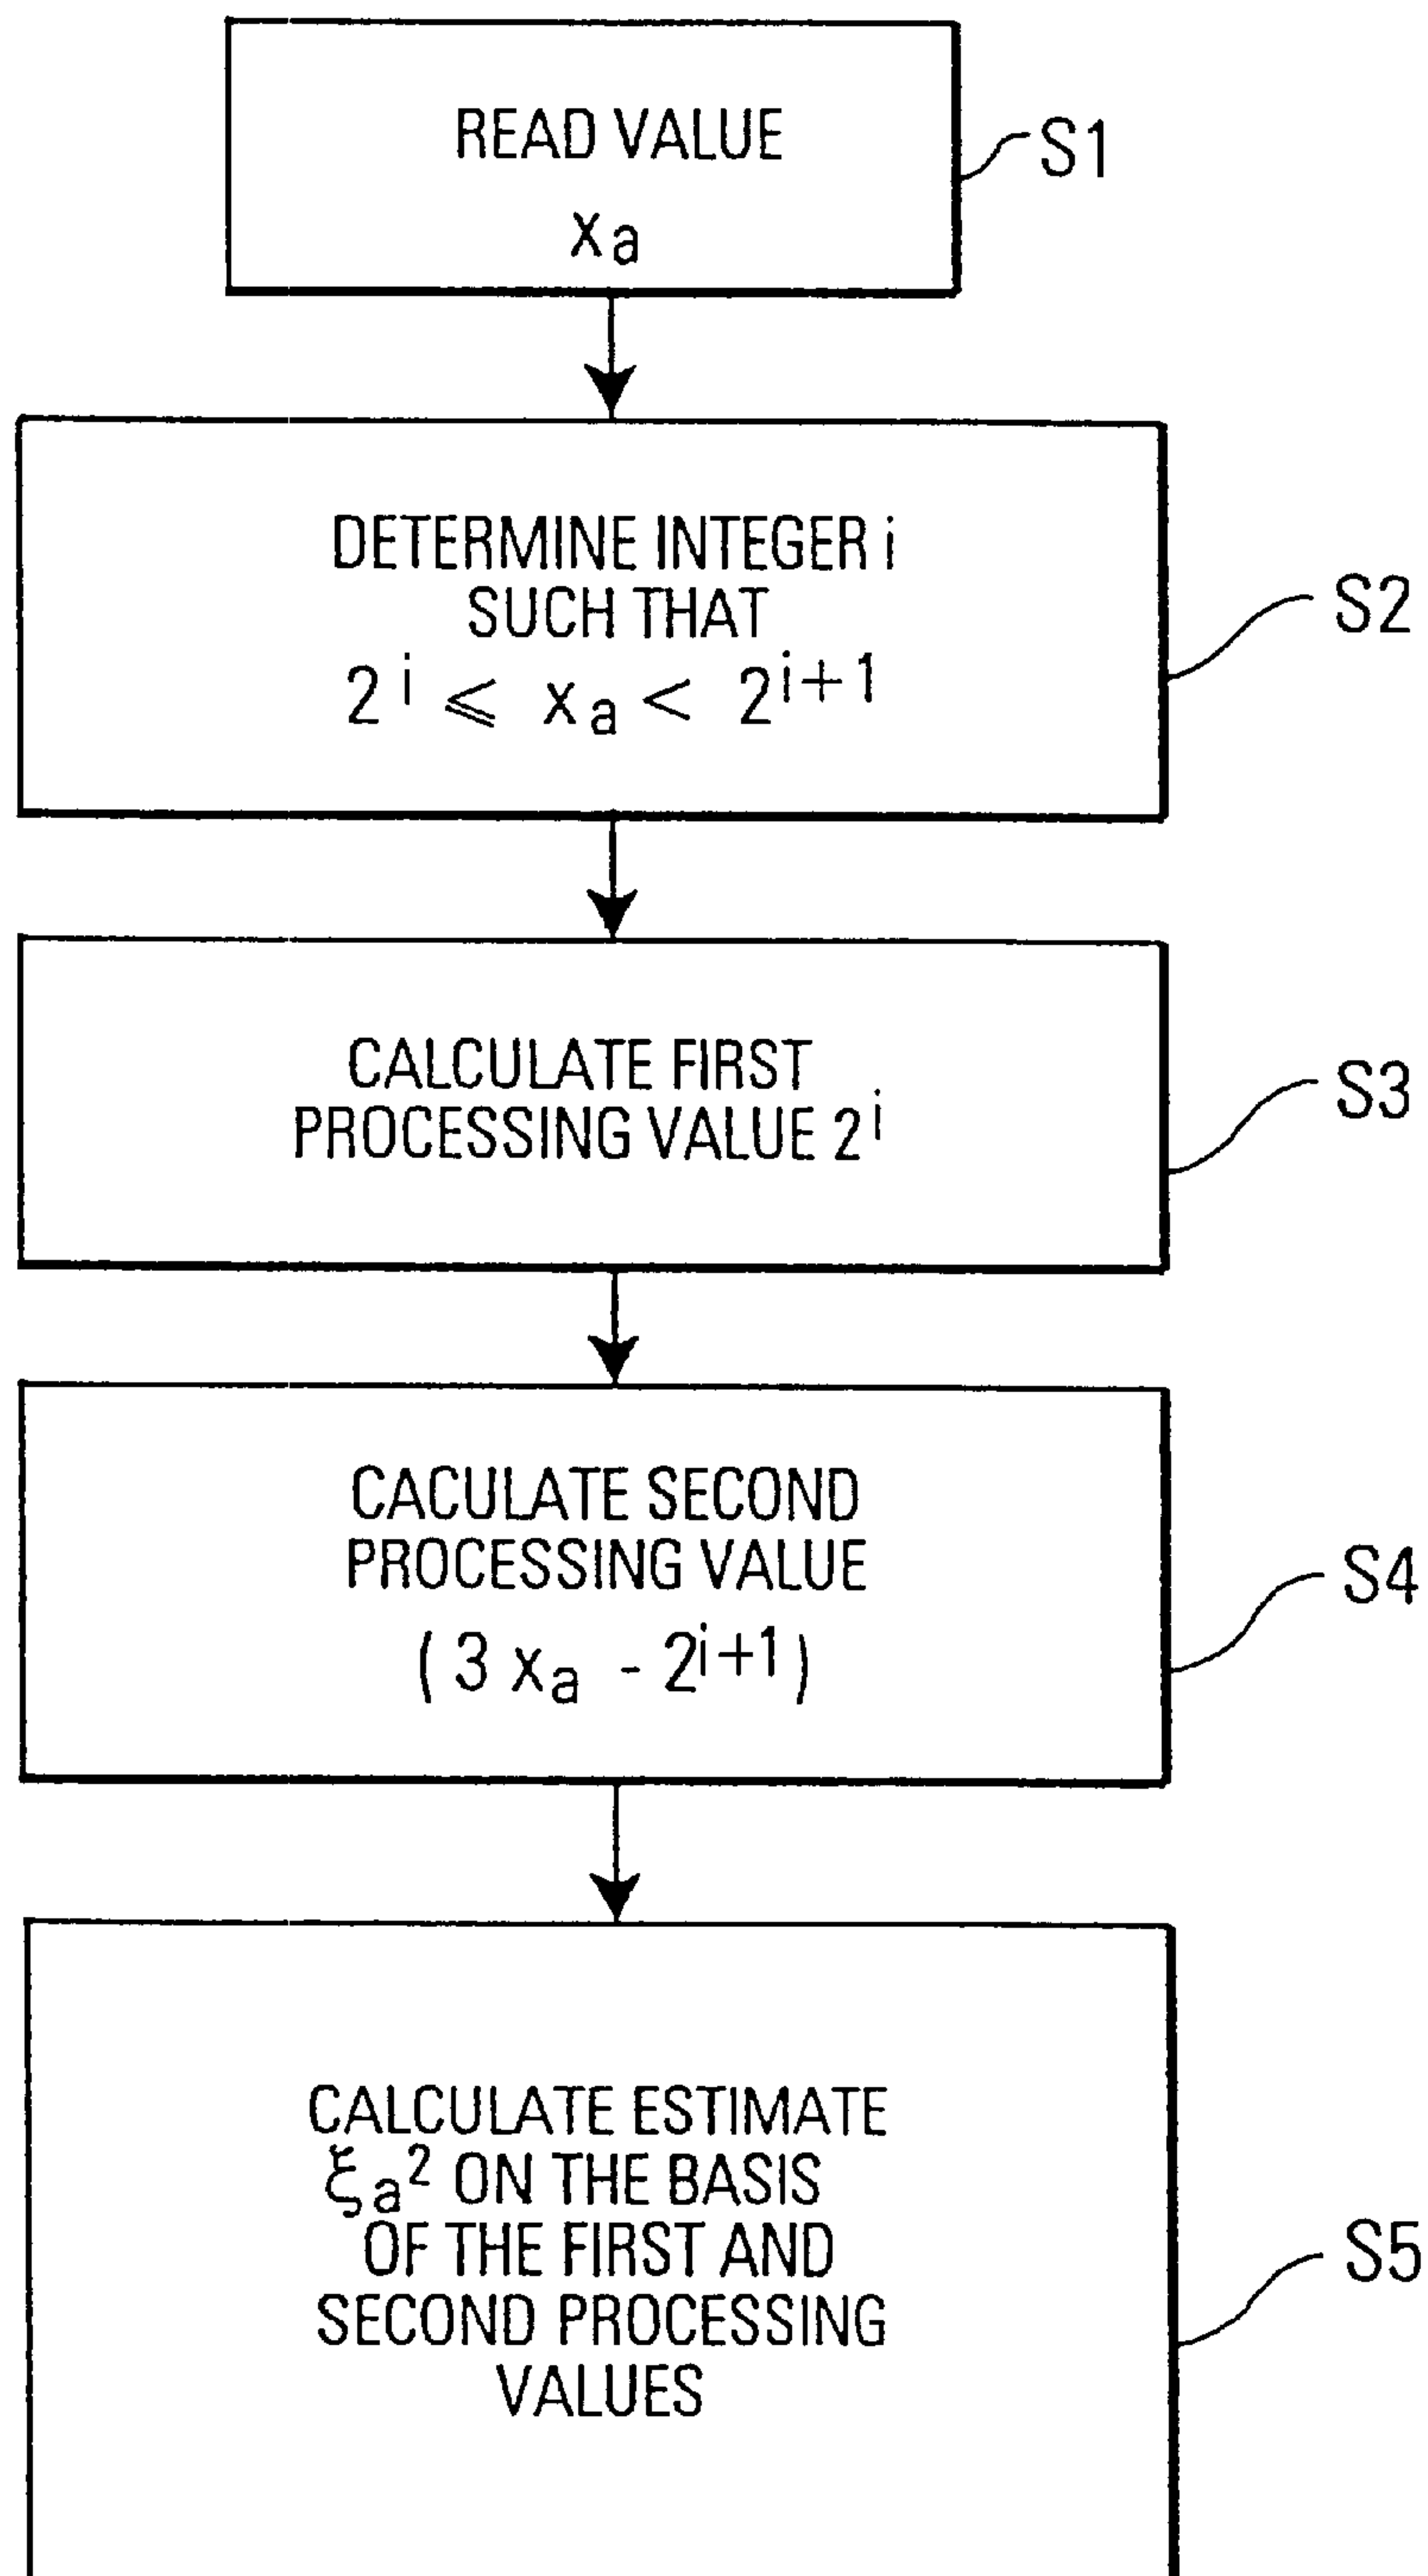 READ VALUE
xₐ
S1
DETERMINE INTEGER i
SUCH THAT
2ⁱ ⩽ xₐ < 2ⁱ⁺¹
S2
CALCULATE FIRST
PROCESSING VALUE 2ⁱ
S3
CACULATE SECOND
PROCESSING VALUE
( 3 xₐ - 2ⁱ⁺¹ )
S4
CALCULATE ESTIMATE
ξₐ² ON THE BASIS
OF THE FIRST AND
SECOND PROCESSING
VALUES
S5